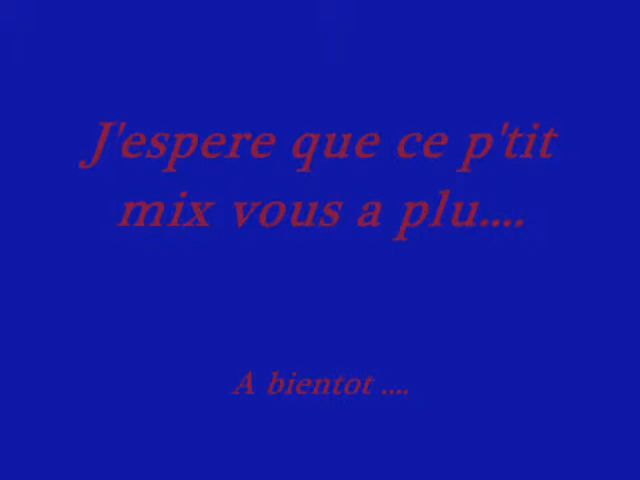 J'espere que ce p'tit
mix vous a plu....
A bientot ....